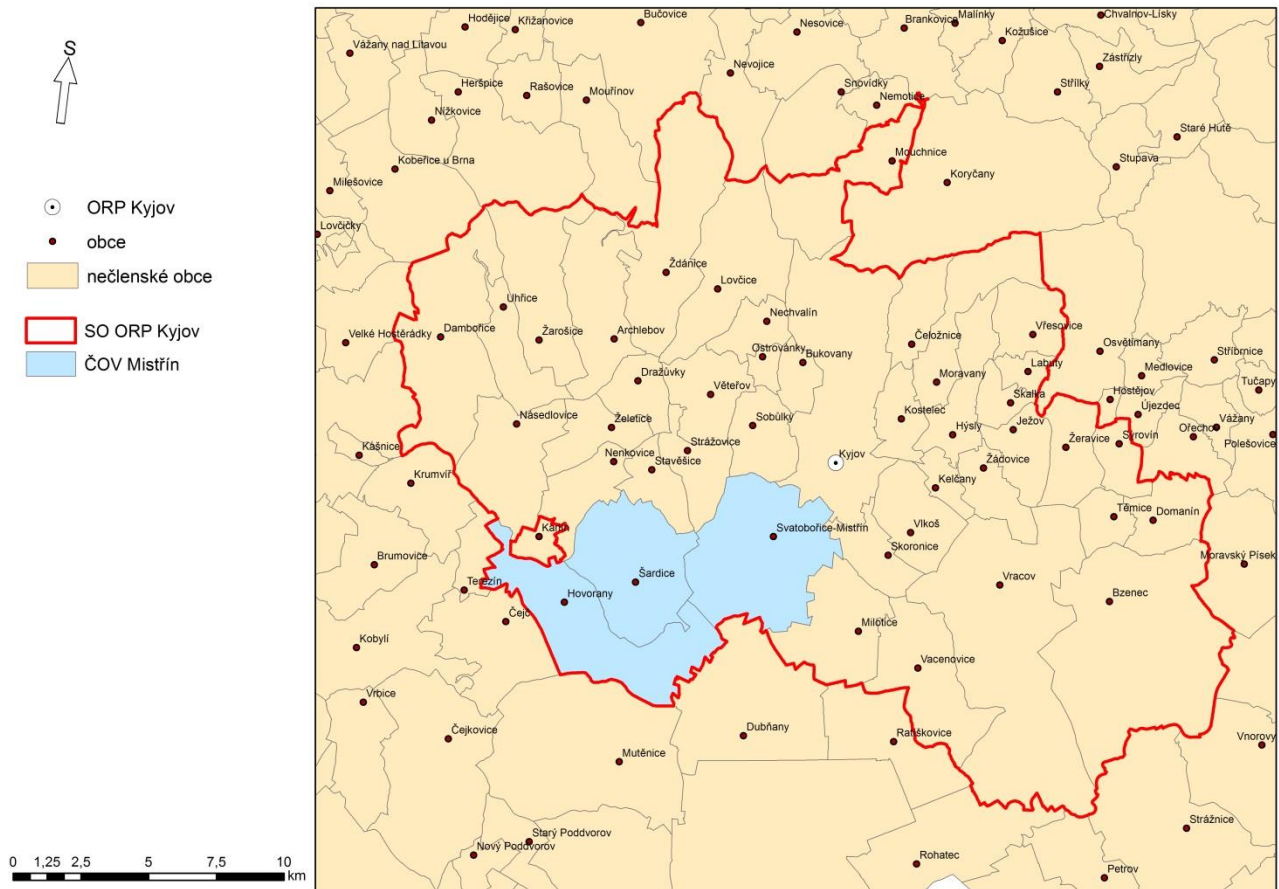 S
ORP Kyjov
obce
nečlenské obce
SO ORP Kyjov
ČOV Mistřín
0 1,25 2,5 5 7,5 10
km
Hodějice
Křižanovice
Bučovice
Nesovice
Brankovice
Malínky
Chvalnov-Lísky
Kožušice
Vážany nad Litavou
Nevojice
Zástřizly
Heršpice
Rašovice
Mouřínov
Snovídky
Nemotice
Střílky
Nížkovice
Staré Hutě
Kobeřice u Brna
Mouchnice
Stupava
Milešovice
Koryčany
Lovčičky
Ždánice
Lovčice
Uhřice
Nechvalín
Velké Hostěrádky
Dambořice
Žarošice
Archlebov
Čeložnice
Vřesovice
Osvětimany
Ostrovánky
Bukovany
Stříbrnice
Labuty
Medlovice
Dražůvky
Moravany
Tučapy
Věteřov
Skalka
Hostějov
Újezdec
Násedlovice
Želetice
Sobůlky
Kostelec
Hýsly
Ježov
Ořechov
Vážany
Polešovice
Žeravice
Syrovín
Strážovice
Kášnice
Nenkovice
Stavěšice
Kyjov
Žádovice
Krumvíř
Kelčany
Těmice
Domanín
Karlín
Svatobořice-Mistřín
Vlkoš
Skoronice
Brumovice
Moravský Písek
Terezín
Šardice
Vracov
Hovorany
Bzenec
Čejč
Milotice
Kobylí
Vacenovice
Vrbice
Čejkovice
Dubňany
Ratíškovice
Vnorovy
Mutěnice
Starý Poddvorov
Nový Poddvorov
Strážnice
Rohatec
Petrov